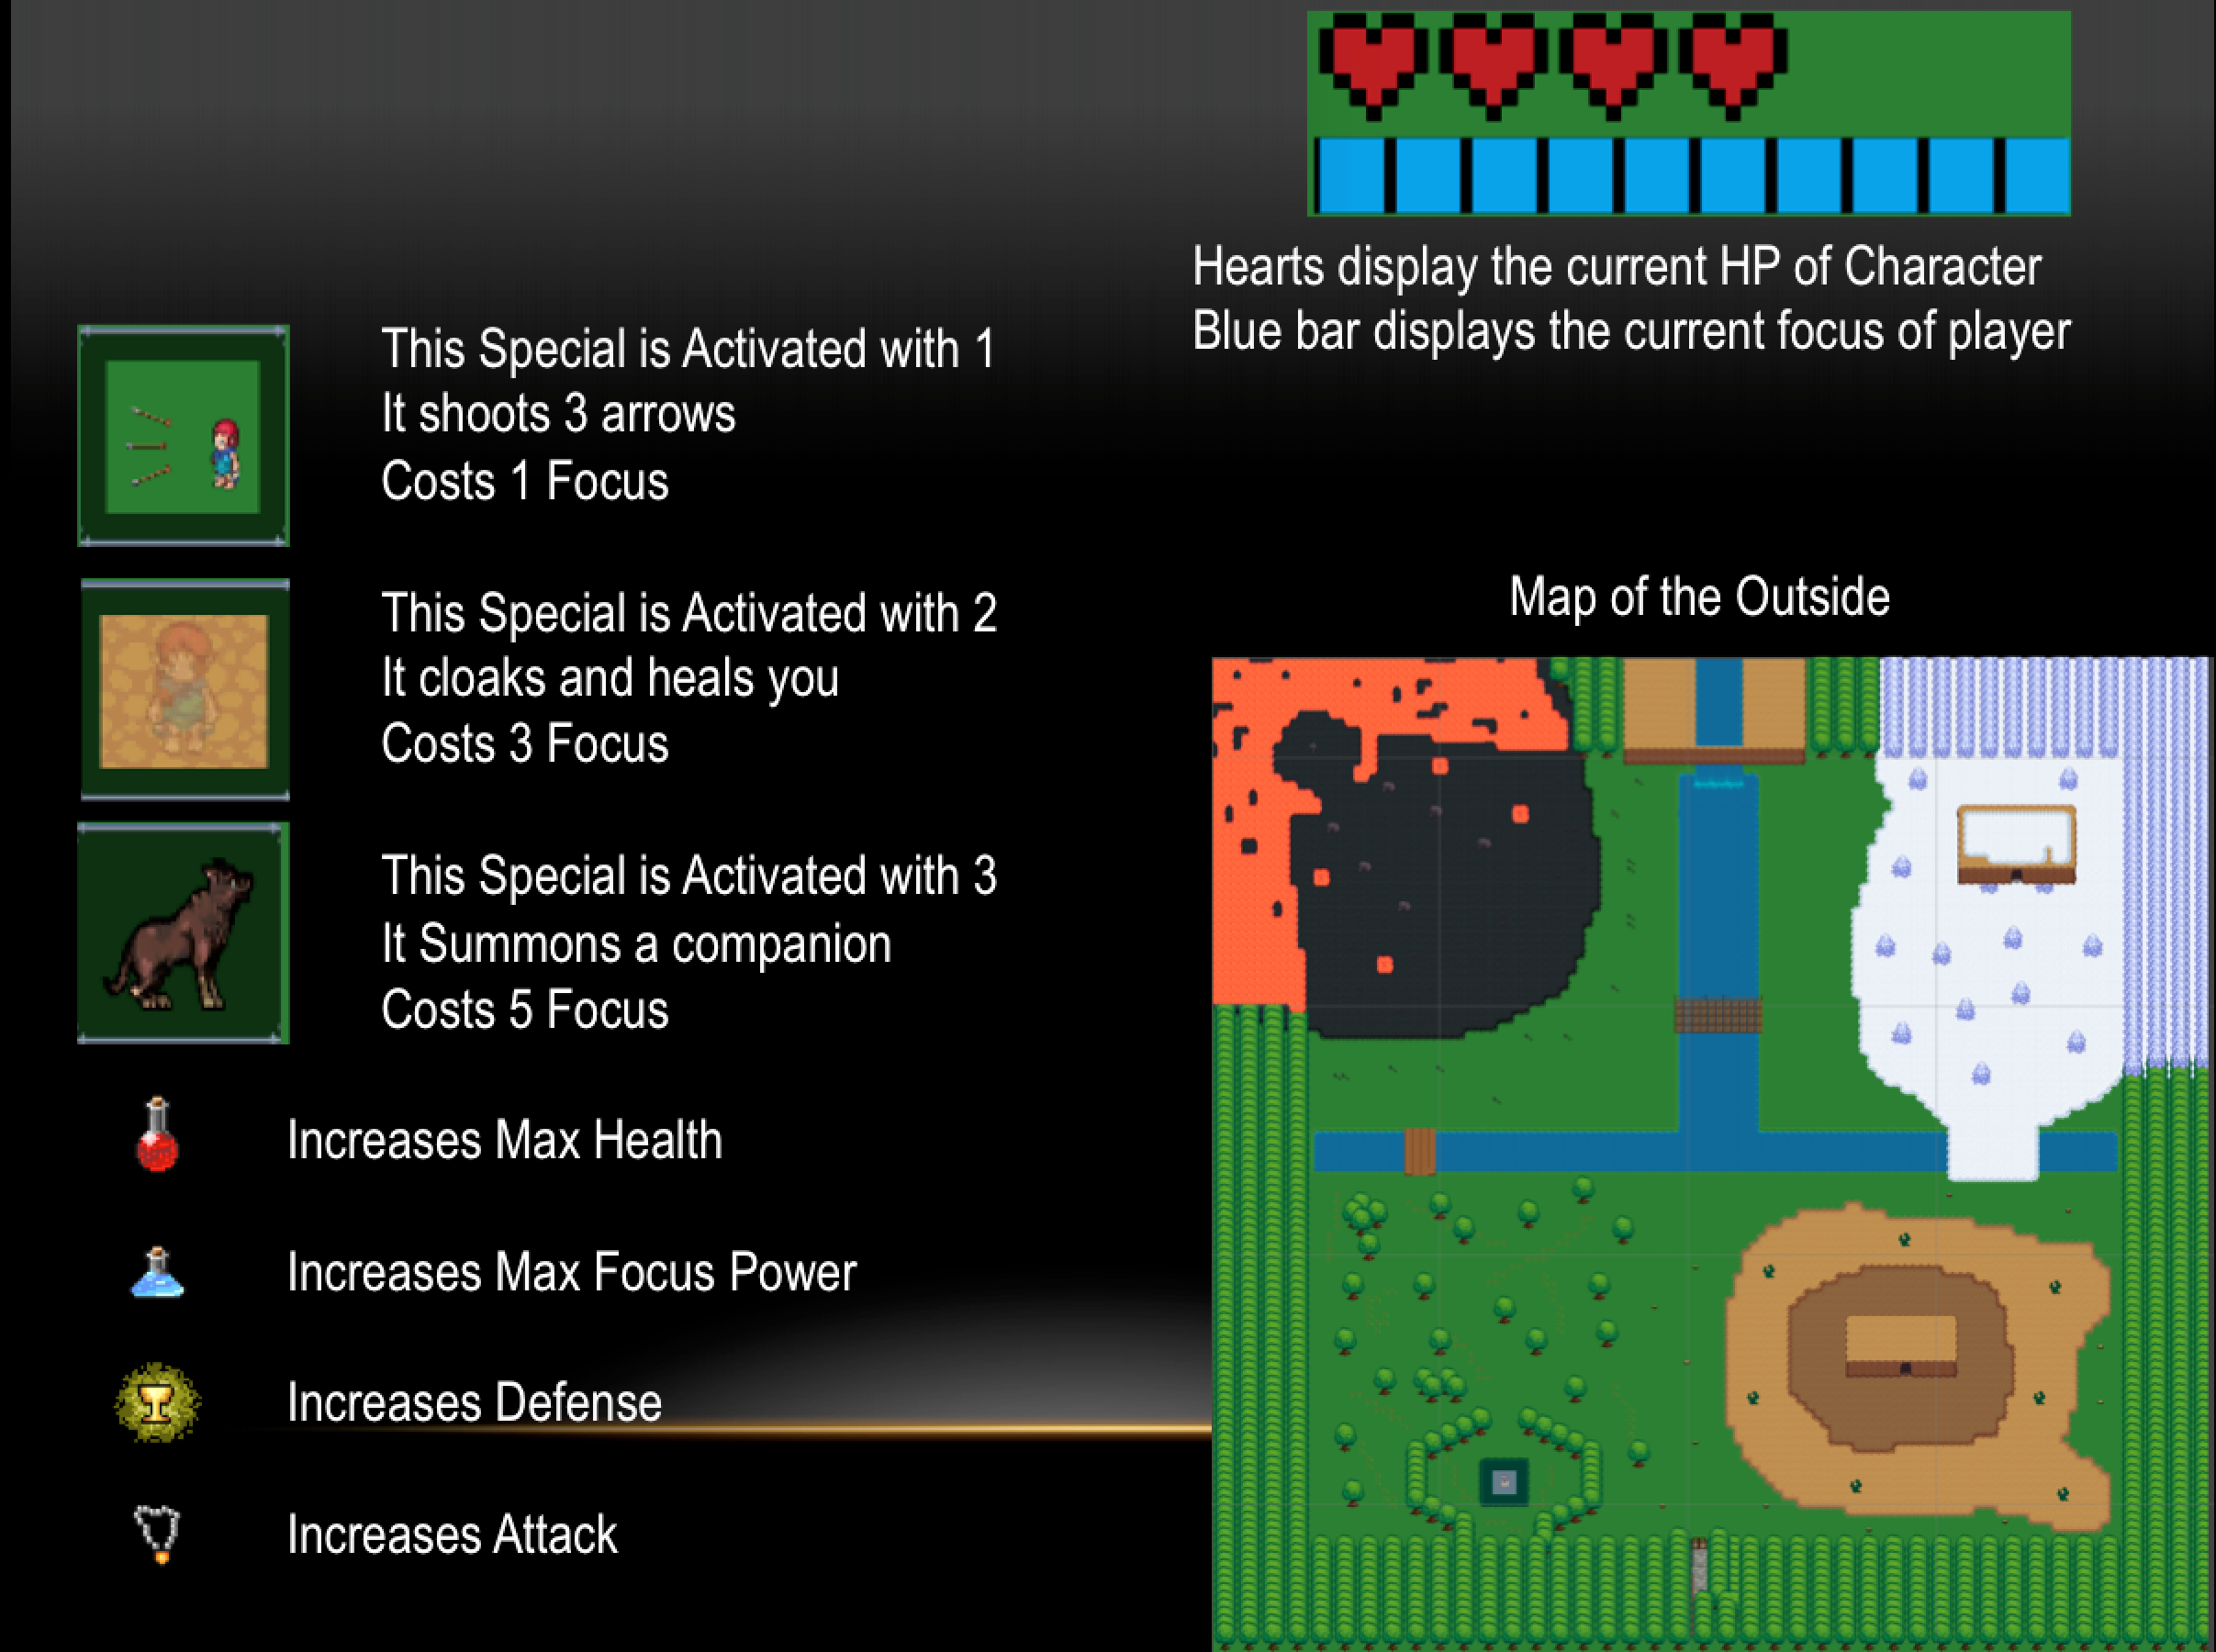 Hearts display the current HP of Character
Blue bar displays the current focus of player
This Special is Activated with 1
It shoots 3 arrows
Costs 1 Focus
This Special is Activated with 2
It cloaks and heals you
Costs 3 Focus
This Special is Activated with 3
It Summons a companion
Costs 5 Focus
Increases Max Health
Increases Max Focus Power
Increases Defense
Increases Attack
Map of the Outside